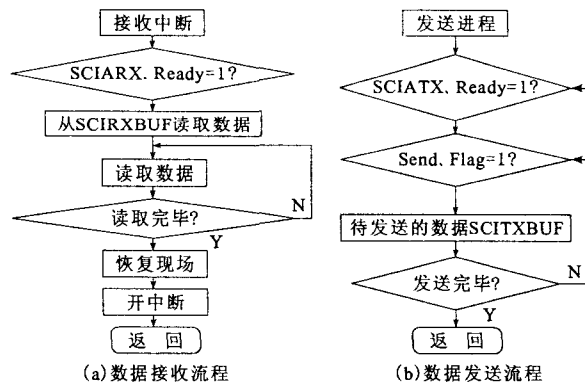 接收中断
SCIARX、Ready=1?
从SCIRXBUF读取数据
读取数据
读取完毕?
N
Y
恢复现场
开中断
返 回
(a)数据接收流程
发送进程
SCIATX、Ready=1?
Send、Flag=1?
待发送的数据SCITXBUF
发送完毕?
N
Y
返 回
(b)数据发送流程